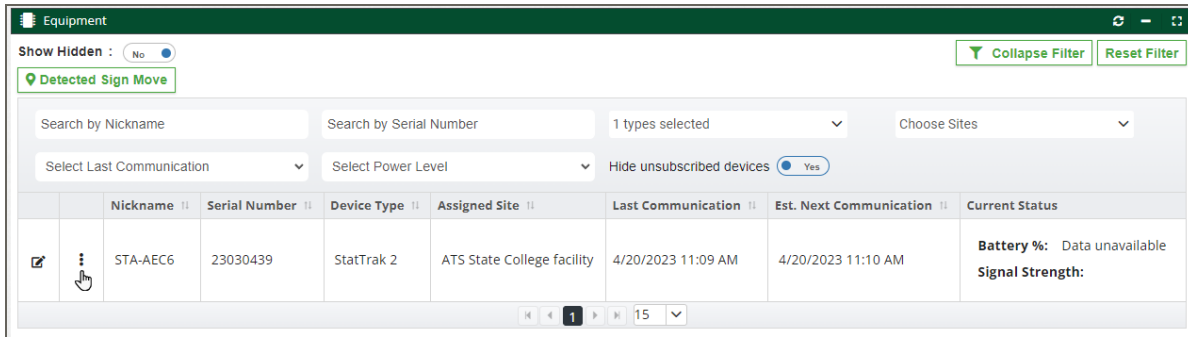 Equipment
Show Hidden : No
Collapse Filter Reset Filter
Detected Sign Move
Search by Nickname Search by Serial Number 1 types selected Choose Sites
Select Last Communication Select Power Level Hide unsubscribed devices Yes
Nickname Serial Number Device Type Assigned Site Last Communication Est. Next Communication Current Status
STA-AEC6 23030439 StatTrak 2 ATS State College facility 4/20/2023 11:09 AM 4/20/2023 11:10 AM Battery %: Data unavailable
Signal Strength:
1 15